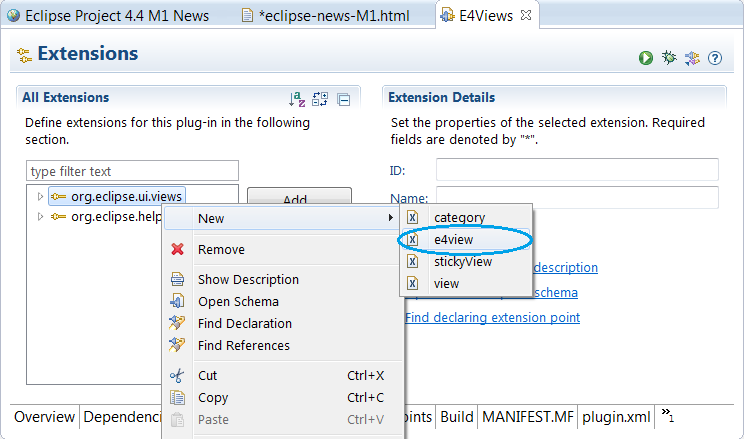 Eclipse Project 4.4 M1 News
*eclipse-news-M1.html
E4Views
Extensions
All Extensions
Define extensions for this plug-in in the following
section.
type filter text
org.eclipse.ui.views
org.eclipse.help
Add...
Extension Details
Set the properties of the selected extension. Required
fields are denoted by "*".
ID:
Name:
description
schema
Find declaring extension point
New
Remove
Show Description
Open Schema
Find Declaration
Find References
Cut Ctrl+X
Copy Ctrl+C
Paste Ctrl+V
category
e4view
stickyView
view
Overview Dependenci oints Build MANIFEST.MF plugin.xml »1